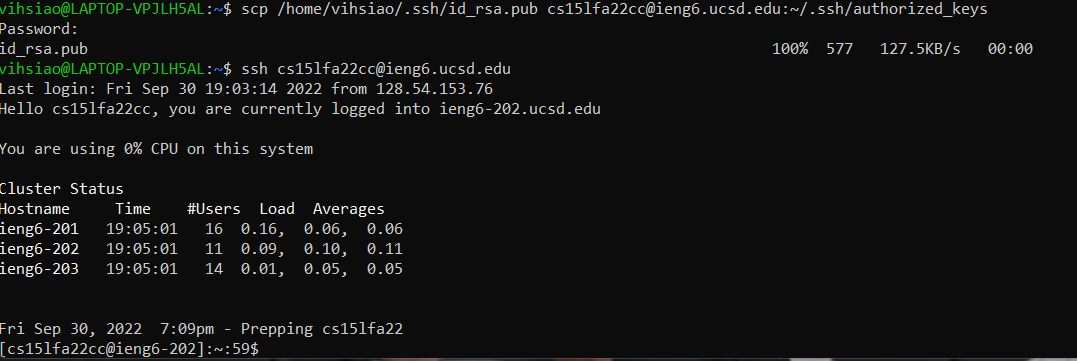 vihsiao@LAPTOP-VPJLH5AL:~$ scp /home/vihsiao/.ssh/id_rsa.pub cs15lfa22cc@ieng6.ucsd.edu:~/.ssh/authorized_keys
Password:
id_rsa.pub 100% 577 127.5KB/s 00:00
vihsiao@LAPTOP-VPJLH5AL:~$ ssh cs15lfa22cc@ieng6.ucsd.edu
Last login: Fri Sep 30 19:03:14 2022 from 128.54.153.76
Hello cs15lfa22cc, you are currently logged into ieng6-202.ucsd.edu
You are using 0% CPU on this system
Cluster Status
Hostname Time #Users Load Averages
ieng6-201 19:05:01 16 0.16, 0.06, 0.06
ieng6-202 19:05:01 11 0.09, 0.10, 0.11
ieng6-203 19:05:01 14 0.01, 0.05, 0.05
Fri Sep 30, 2022 7:09pm - Prepping cs15lfa22
[cs15lfa22cc@ieng6-202]:~:59$